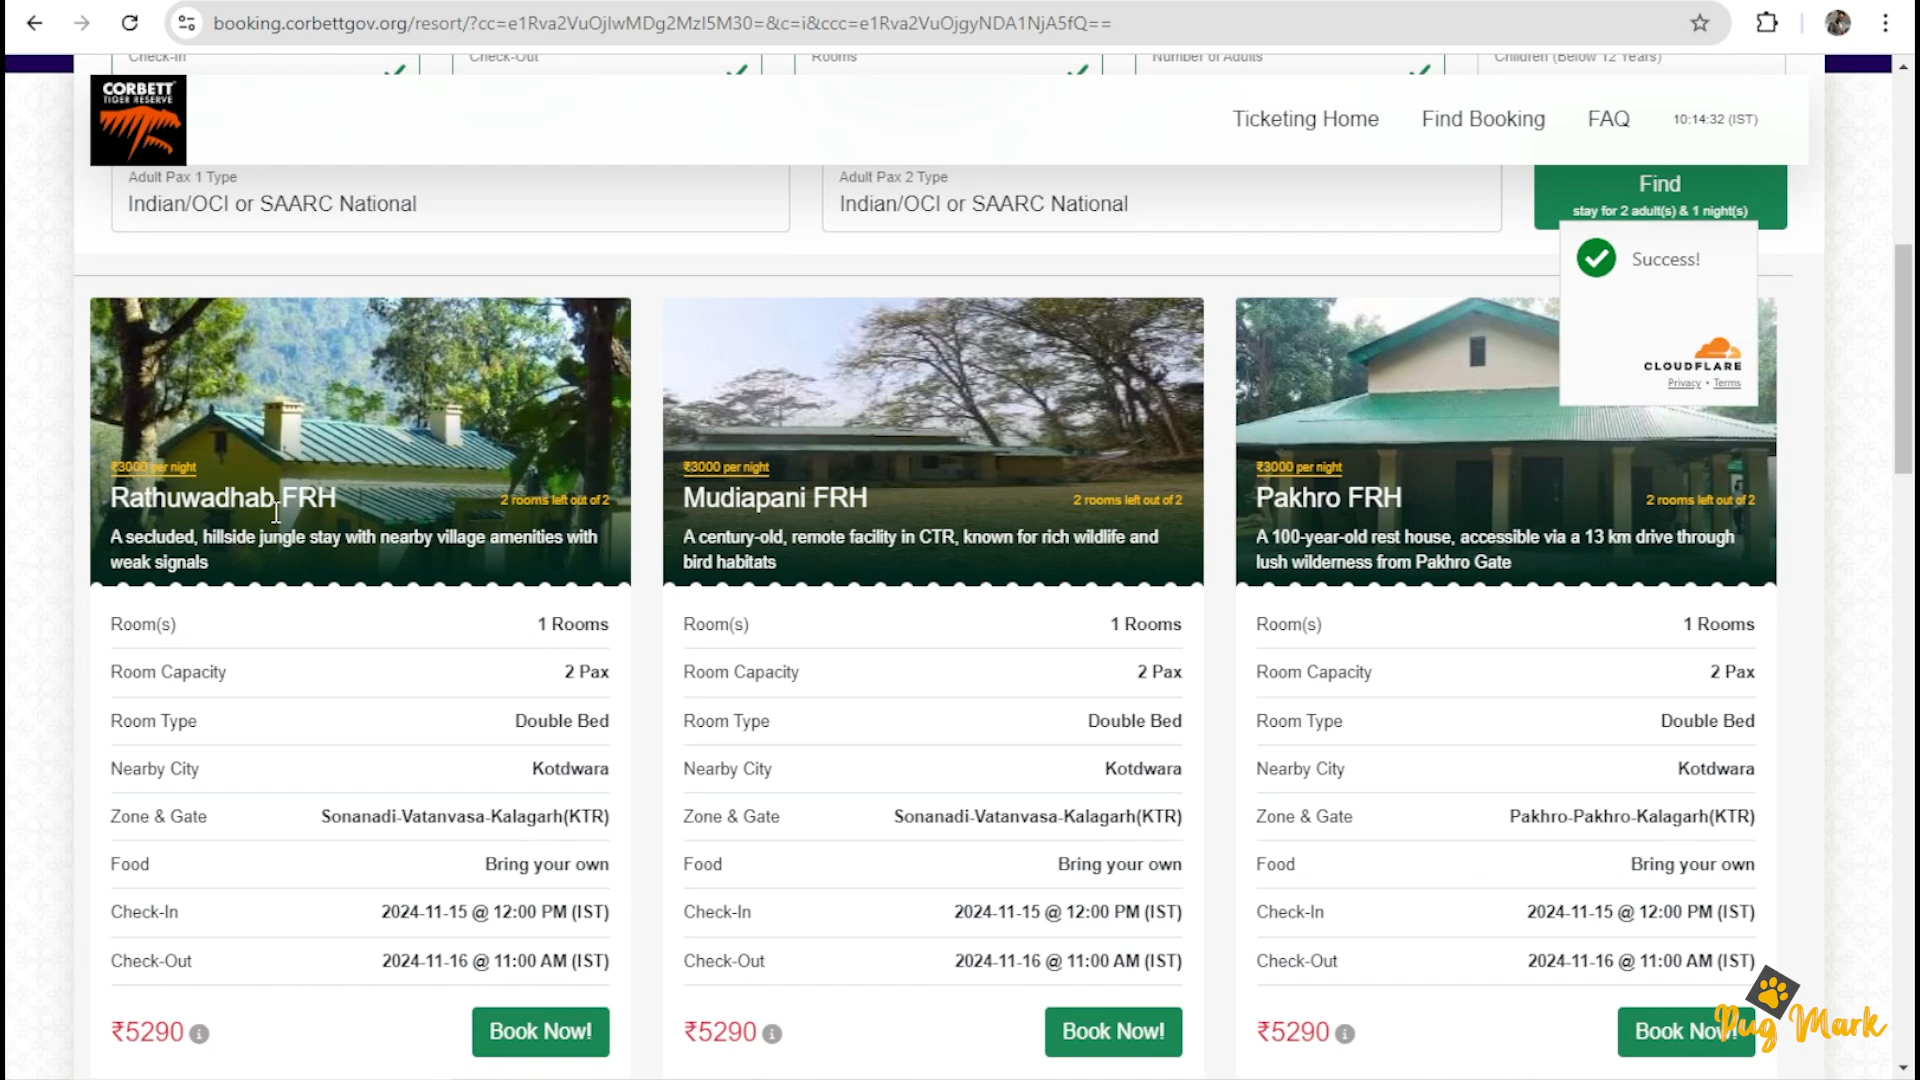 booking.corbettgov.org/resort/?cc=e1Rva2VuOjIwMDg2MzI5M30=&c=i&ccc=e1Rva2VuOjgyNDA1NjA5fQ==
Check-In Check-Out Rooms Number of Adults Children (Below 12 Years)
CORBETT
TIGER RESERVE
Ticketing Home Find Booking FAQ 10:14:32 (IST)
Adult Pax 1 Type
Indian/OCI or SAARC National
Adult Pax 2 Type
Indian/OCI or SAARC National
Find
stay for 2 adult(s) & 1 night(s)
Success!
CLOUDFLARE
Privacy • Terms
₹3000 per night
Rathuwadhab FRH
2 rooms left out of 2
A secluded, hillside jungle stay with nearby village amenities with
weak signals
Room(s) 1 Rooms
Room Capacity 2 Pax
Room Type Double Bed
Nearby City Kotdwara
Zone & Gate Sonanadi-Vatanvasa-Kalagarh(KTR)
Food Bring your own
Check-In 2024-11-15 @ 12:00 PM (IST)
Check-Out 2024-11-16 @ 11:00 AM (IST)
₹5290 Book Now!
₹3000 per night
Mudiapani FRH
2 rooms left out of 2
A century-old, remote facility in CTR, known for rich wildlife and
bird habitats
Room(s) 1 Rooms
Room Capacity 2 Pax
Room Type Double Bed
Nearby City Kotdwara
Zone & Gate Sonanadi-Vatanvasa-Kalagarh(KTR)
Food Bring your own
Check-In 2024-11-15 @ 12:00 PM (IST)
Check-Out 2024-11-16 @ 11:00 AM (IST)
₹5290 Book Now!
₹3000 per night
Pakhro FRH
2 rooms left out of 2
A 100-year-old rest house, accessible via a 13 km drive through
lush wilderness from Pakhro Gate
Room(s) 1 Rooms
Room Capacity 2 Pax
Room Type Double Bed
Nearby City Kotdwara
Zone & Gate Pakhro-Pakhro-Kalagarh(KTR)
Food Bring your own
Check-In 2024-11-15 @ 12:00 PM (IST)
Check-Out 2024-11-16 @ 11:00 AM (IST)
₹5290 Book Now!
Pug Mark